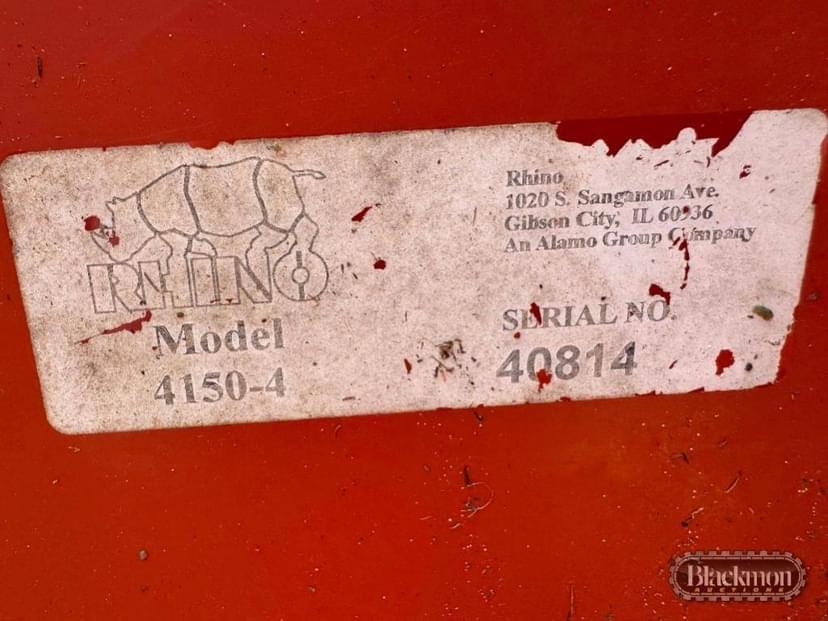 RHINO
Model
4150-4
Rhino
1020 S. Sangamon Ave.
Gibson City, IL 60936
An Alamo Group Company
SERIAL NO.
40814
Blackmon
AUCTIONS